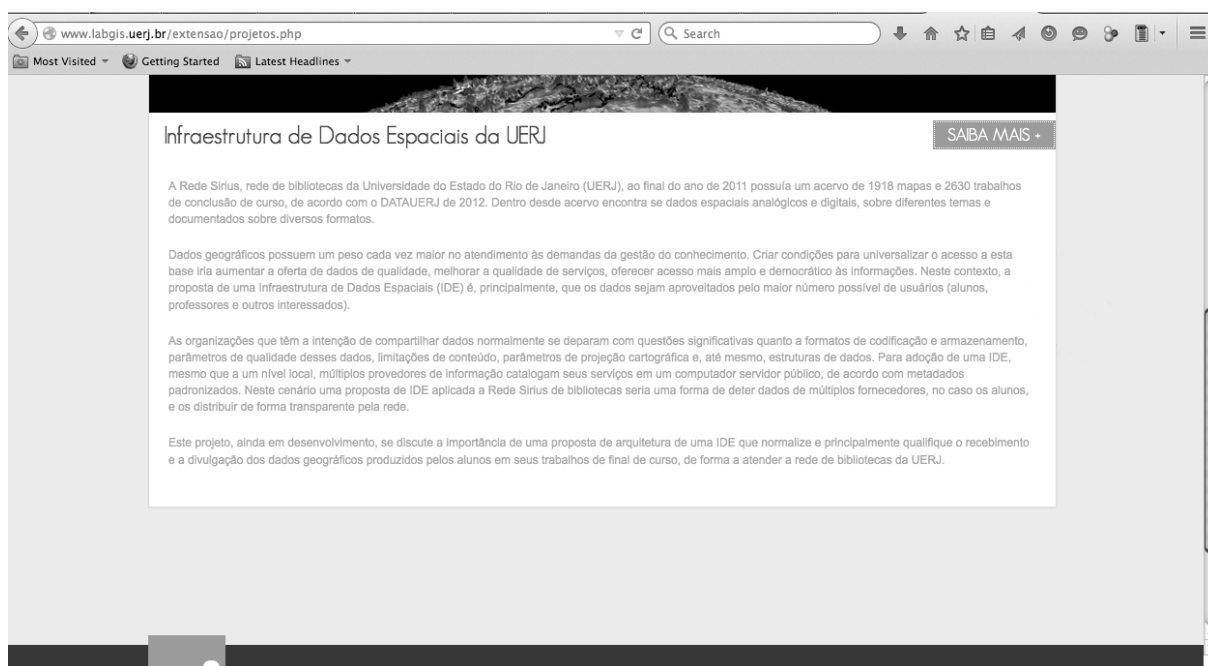 www.labgis.uerj.br/extensao/projetos.php
Search
Most Visited
Getting Started
Latest Headlines
Infraestrutura de Dados Espaciais da UERJ
SAIBA MAIS +
A Rede Sirius, rede de bibliotecas da Universidade do Estado do Rio de Janeiro (UERJ), ao final do ano de 2011 possuía um acervo de 1918 mapas e 2630 trabalhos
de conclusão de curso, de acordo com o DATAUERJ de 2012. Dentro desde acervo encontra se dados espaciais analógicos e digitais, sobre diferentes temas e
documentados sobre diversos formatos.
Dados geográficos possuem um peso cada vez maior no atendimento às demandas da gestão do conhecimento. Criar condições para universalizar o acesso a esta
base iria aumentar a oferta de dados de qualidade, melhorar a qualidade de serviços, oferecer acesso mais amplo e democrático às informações. Neste contexto, a
proposta de uma Infraestrutura de Dados Espaciais (IDE) é, principalmente, que os dados sejam aproveitados pelo maior número possível de usuários (alunos,
professores e outros interessados).
As organizações que têm a intenção de compartilhar dados normalmente se deparam com questões significativas quanto a formatos de codificação e armazenamento,
parâmetros de qualidade desses dados, limitações de conteúdo, parâmetros de projeção cartográfica e, até mesmo, estruturas de dados. Para adoção de uma IDE,
mesmo que a um nível local, múltiplos provedores de informação catalogam seus serviços em um computador servidor público, de acordo com metadados
padronizados. Neste cenário uma proposta de IDE aplicada a Rede Sirius de bibliotecas seria uma forma de deter dados de múltiplos fornecedores, no caso os alunos,
e os distribuir de forma transparente pela rede.
Este projeto, ainda em desenvolvimento, se discute a importância de uma proposta de arquitetura de uma IDE que normalize e principalmente qualifique o recebimento
e a divulgação dos dados geográficos produzidos pelos alunos em seus trabalhos de final de curso, de forma a atender a rede de bibliotecas da UERJ.